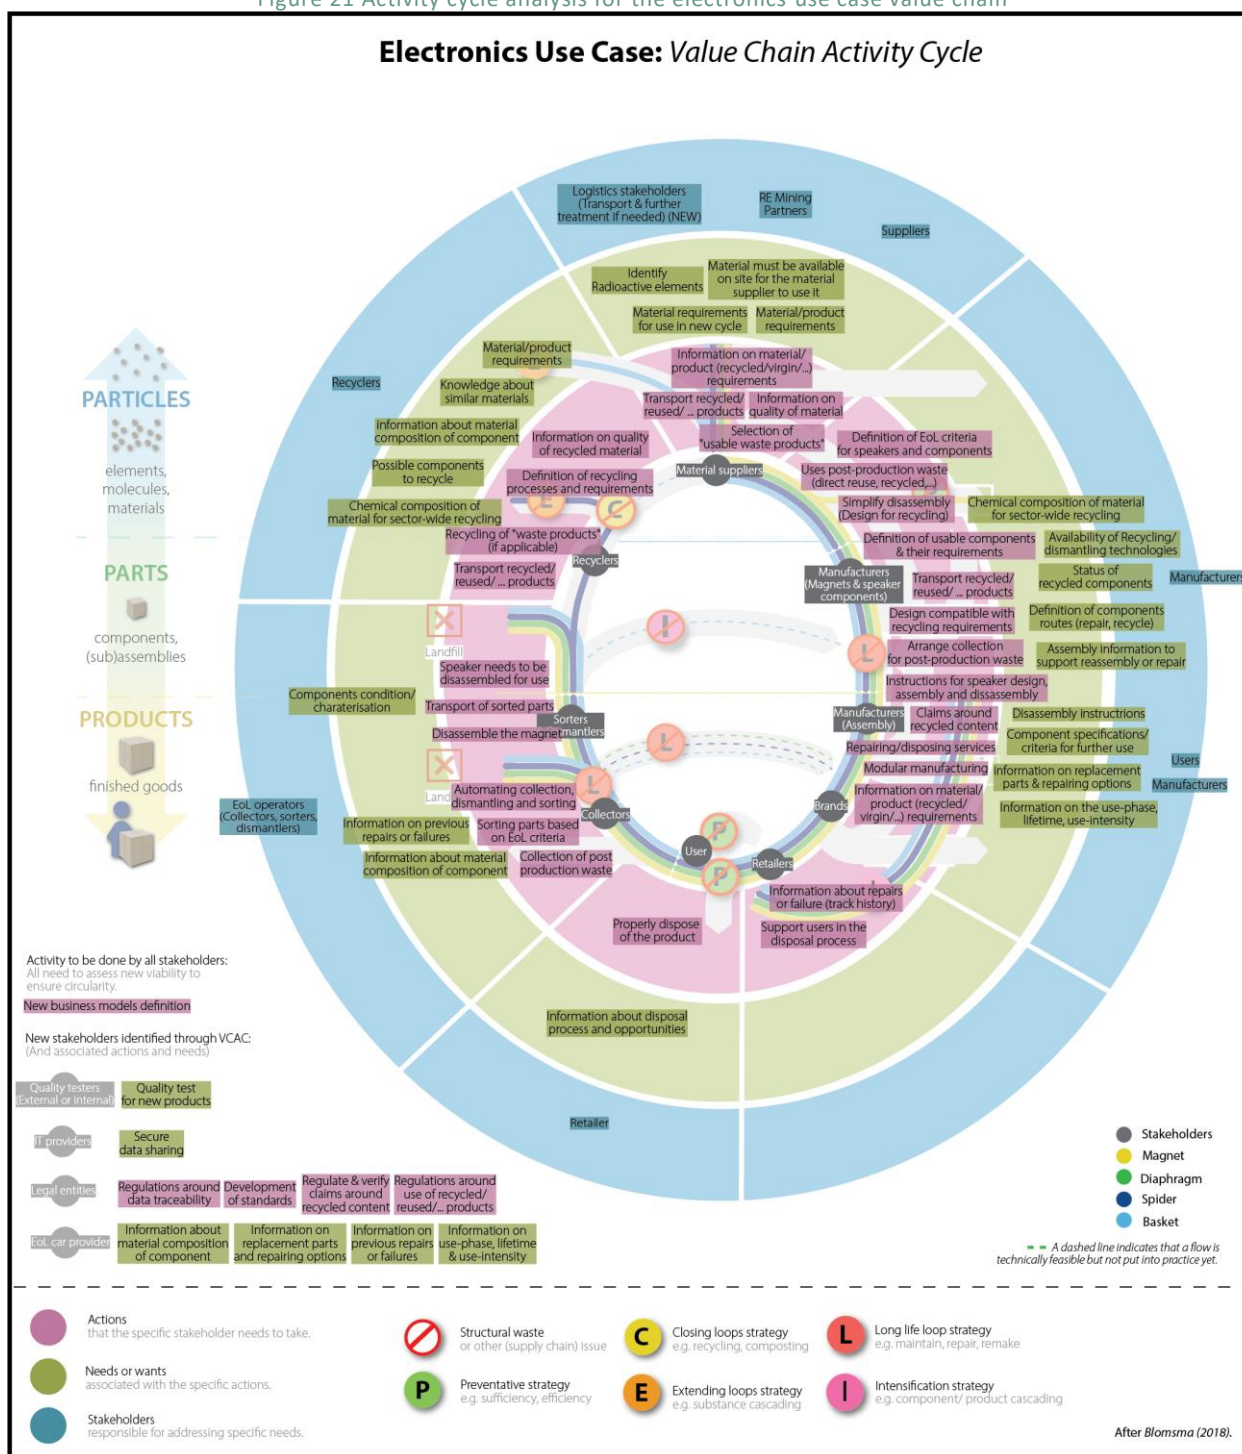 Figure 21 Activity cycle analysis for the electronics use case value chain
Electronics Use Case: Value Chain Activity Cycle
Logistics stakeholders
(Transport & further
treatment if needed) (NEW)
RE Mining
Partners
Suppliers
Identify
Radioactive elements
Material must be available
on site for the material
supplier to use it
Material requirements
for use in new cycle
Material/product
requirements
Recyclers
Material/product
requirements
Knowledge about
similar materials
Information about material
composition of component
Possible components
to recycle
Chemical composition of
material for sector-wide recycling
Information on material/
product (recycled/virgin/...)
requirements
Transport recycled/
reused/ ... products
Information on
quality of material
Selection of
"usable waste products"
Information on quality
of recycled material
Definition of recycling
processes and requirements
E
C
Recycling of "waste products"
(if applicable)
Transport recycled/
reused/ ... products
Recyclers
Material suppliers
Definition of EoL criteria
for speakers and components
Uses post-production waste
(direct reuse, recycled,...)
Simplify disassembly
(Design for recycling)
Chemical composition of material
for sector-wide recycling
Definition of usable components
& their requirements
Availability of Recycling/
dismantling technologies
Manufacturers
(Magnets & speaker
components)
Transport recycled/
reused/ ... products
Status of
recycled components
Manufacturers
Design compatible with
recycling requirements
Definition of components
routes (repair, recycle)
Arrange collection
for post-production waste
Assembly information to
support reassembly or repair
Instructions for speaker design,
assembly and dissassembly
I
L
Manufacturers
(Assembly)
Claims around
recycled content
Disassembly instructrions
Repairing/disposing services
Component specifications/
criteria for further use
Users
Modular manufacturing
Information on replacement
parts & repairing options
Manufacturers
Information on material/
product (recycled/
virgin/...) requirements
Information on the use-phase,
lifetime, use-intensity
Brands
Retailers
User
P
P
L
L
Information about repairs
or failure (track history)
Support users in the
disposal process
Properly dispose
of the product
Information about disposal
process and opportunities
Retailer
Landfill
Speaker needs to be
disassembled for use
Components condition/
charaterisation
Transport of sorted parts
Sorters
mantlers
Disassemble the magnet
Land
Automating collection,
dismantling and sorting
Collectors
EoL operators
(Collectors, sorters,
dismantlers)
Information on previous
repairs or failures
Sorting parts based
on EoL criteria
Information about material
composition of component
Collection of post
production waste
PARTICLES
elements,
molecules,
materials
PARTS
components,
(sub)assemblies
PRODUCTS
finished goods
Activity to be done by all stakeholders:
All need to assess new viability to
ensure circularity.
New business models definition
New stakeholders identified through VCAC:
(And associated actions and needs)
Quality testers
(External or internal)
Quality test
for new products
IT providers
Secure
data sharing
Legal entities
Regulations around
data traceability
Development
of standards
Regulate & verify
claims around
recycled content
Regulations around
use of recycled/
reused/... products
EoL car provider
Information about
material composition
of component
Information on
replacement parts
and repairing options
Information on
previous repairs
or failures
Information on
use-phase, lifetime
& use-intensity
Stakeholders
Magnet
Diaphragm
Spider
Basket
A dashed line indicates that a flow is
technically feasible but not put into practice yet.
Actions
that the specific stakeholder needs to take.
Needs or wants
associated with the specific actions.
Stakeholders
responsible for addressing specific needs.
Structural waste
or other (supply chain) issue
P
Preventative strategy
e.g. sufficiency, efficiency
C
Closing loops strategy
e.g. recycling, composting
E
Extending loops strategy
e.g. substance cascading
L
Long life loop strategy
e.g. maintain, repair, remake
I
Intensification strategy
e.g. component/ product cascading
After Blomsma (2018).